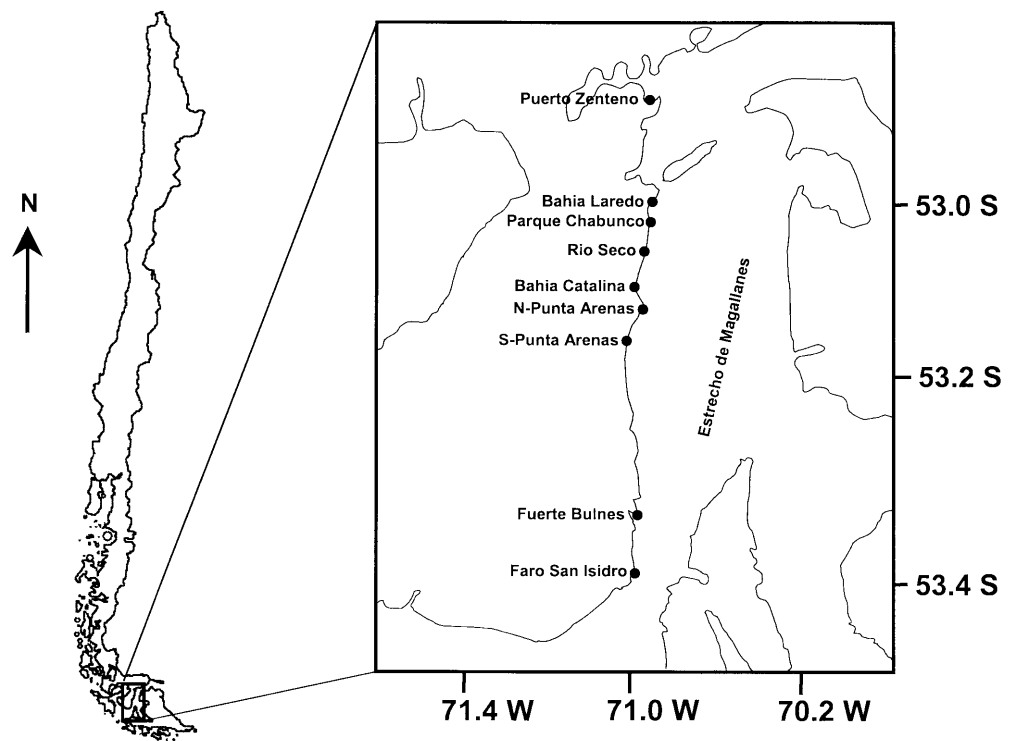 N
Puerto Zenteno
Bahia Laredo
Parque Chabunco
Rio Seco
Bahia Catalina
N-Punta Arenas
S-Punta Arenas
Fuerte Bulnes
Faro San Isidro
Estrecho de Magallanes
53.0 S
53.2 S
53.4 S
71.4 W
71.0 W
70.2 W